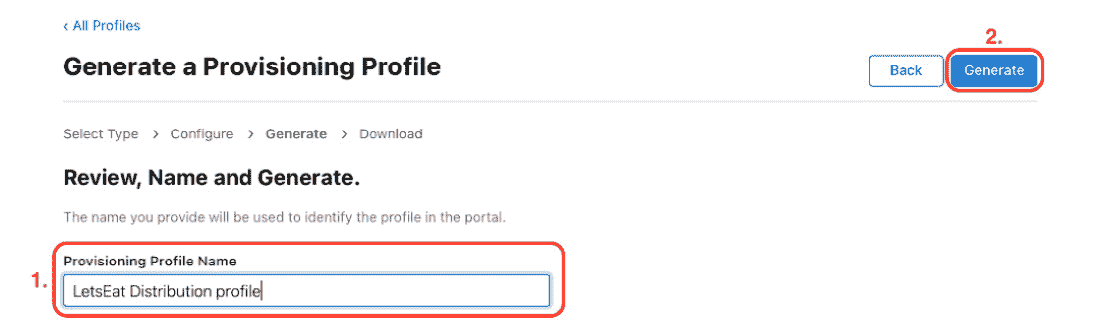 ‹ All Profiles
2.
Generate a Provisioning Profile
Back Generate
Select Type > Configure > Generate > Download
Review, Name and Generate.
The name you provide will be used to identify the profile in the portal.
Provisioning Profile Name
1.
LetsEat Distribution profile